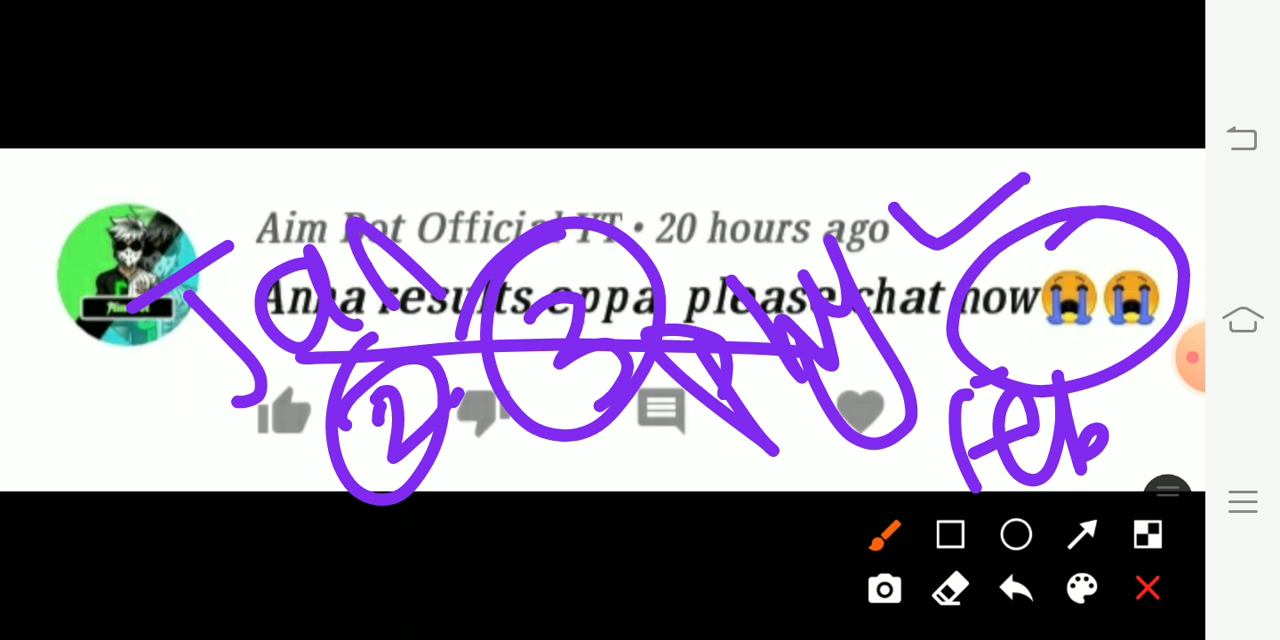 Aim Bot Official YT • 20 hours ago
Anna results eppa, please chat now😭😭
Jan 3
2
Feb